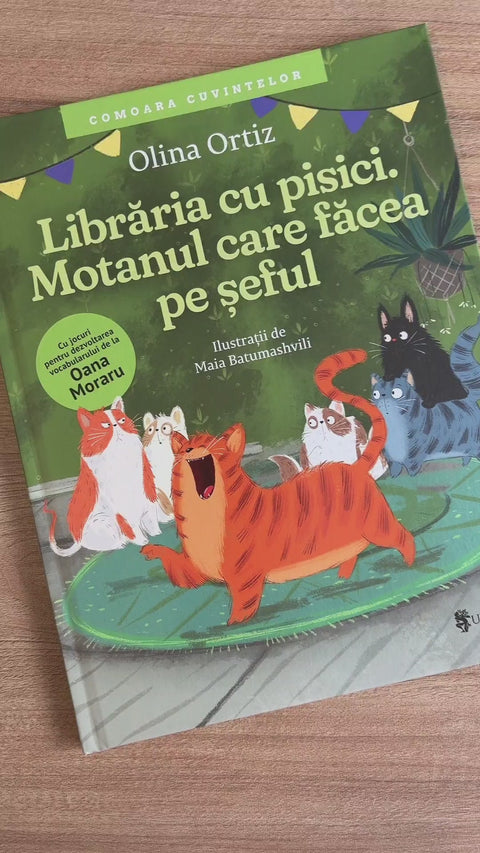 COMOARA CUVINTELOR
Olina Ortiz
Librăria cu pisici.
Motanul care făcea
pe șeful
Ilustrații de
Maia Batumashvili
Cu jocuri
pentru dezvoltarea
vocabularului de la
Oana
Moraru